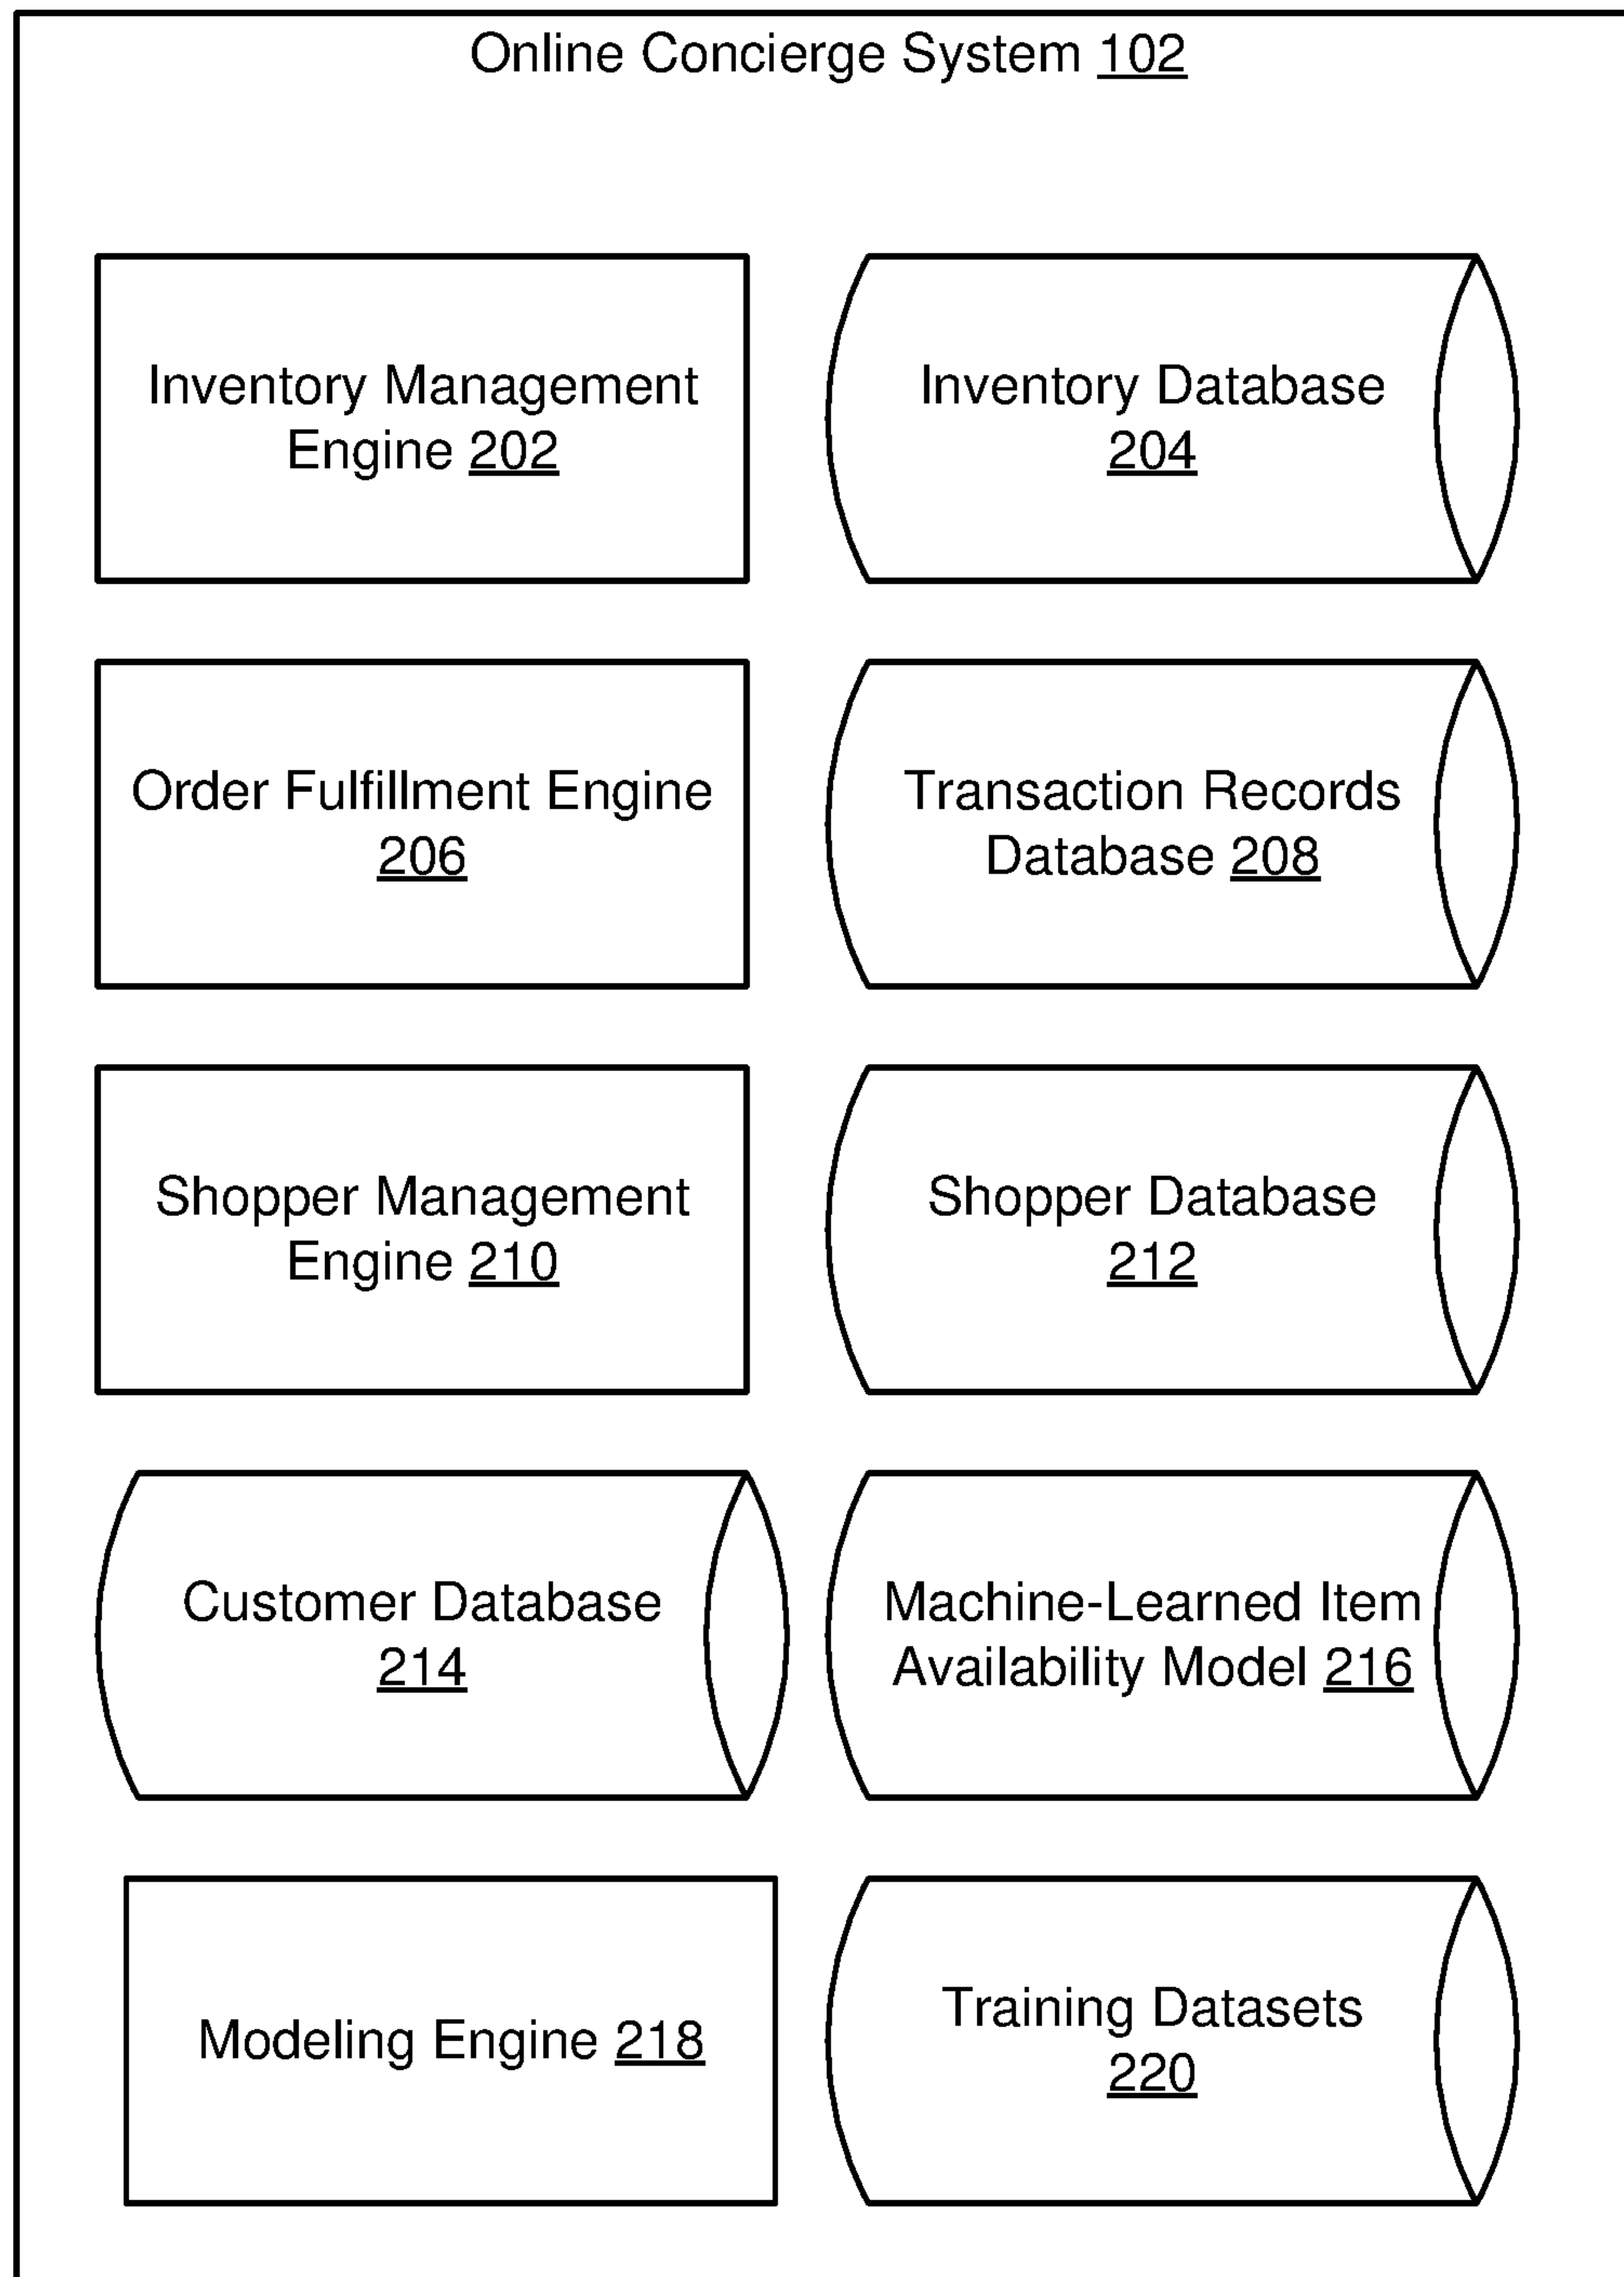 Online Concierge System 102
Inventory Management
Engine 202
Inventory Database
204
Order Fulfillment Engine
206
Transaction Records
Database 208
Shopper Management
Engine 210
Shopper Database
212
Customer Database
214
Machine-Learned Item
Availability Model 216
Modeling Engine 218
Training Datasets
220